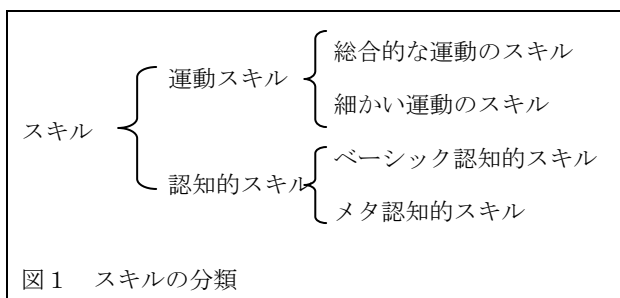 総合的な運動のスキル
運動スキル
細かい運動のスキル
スキル
ベーシック認知的スキル
認知的スキル
メタ認知的スキル
図1 スキルの分類